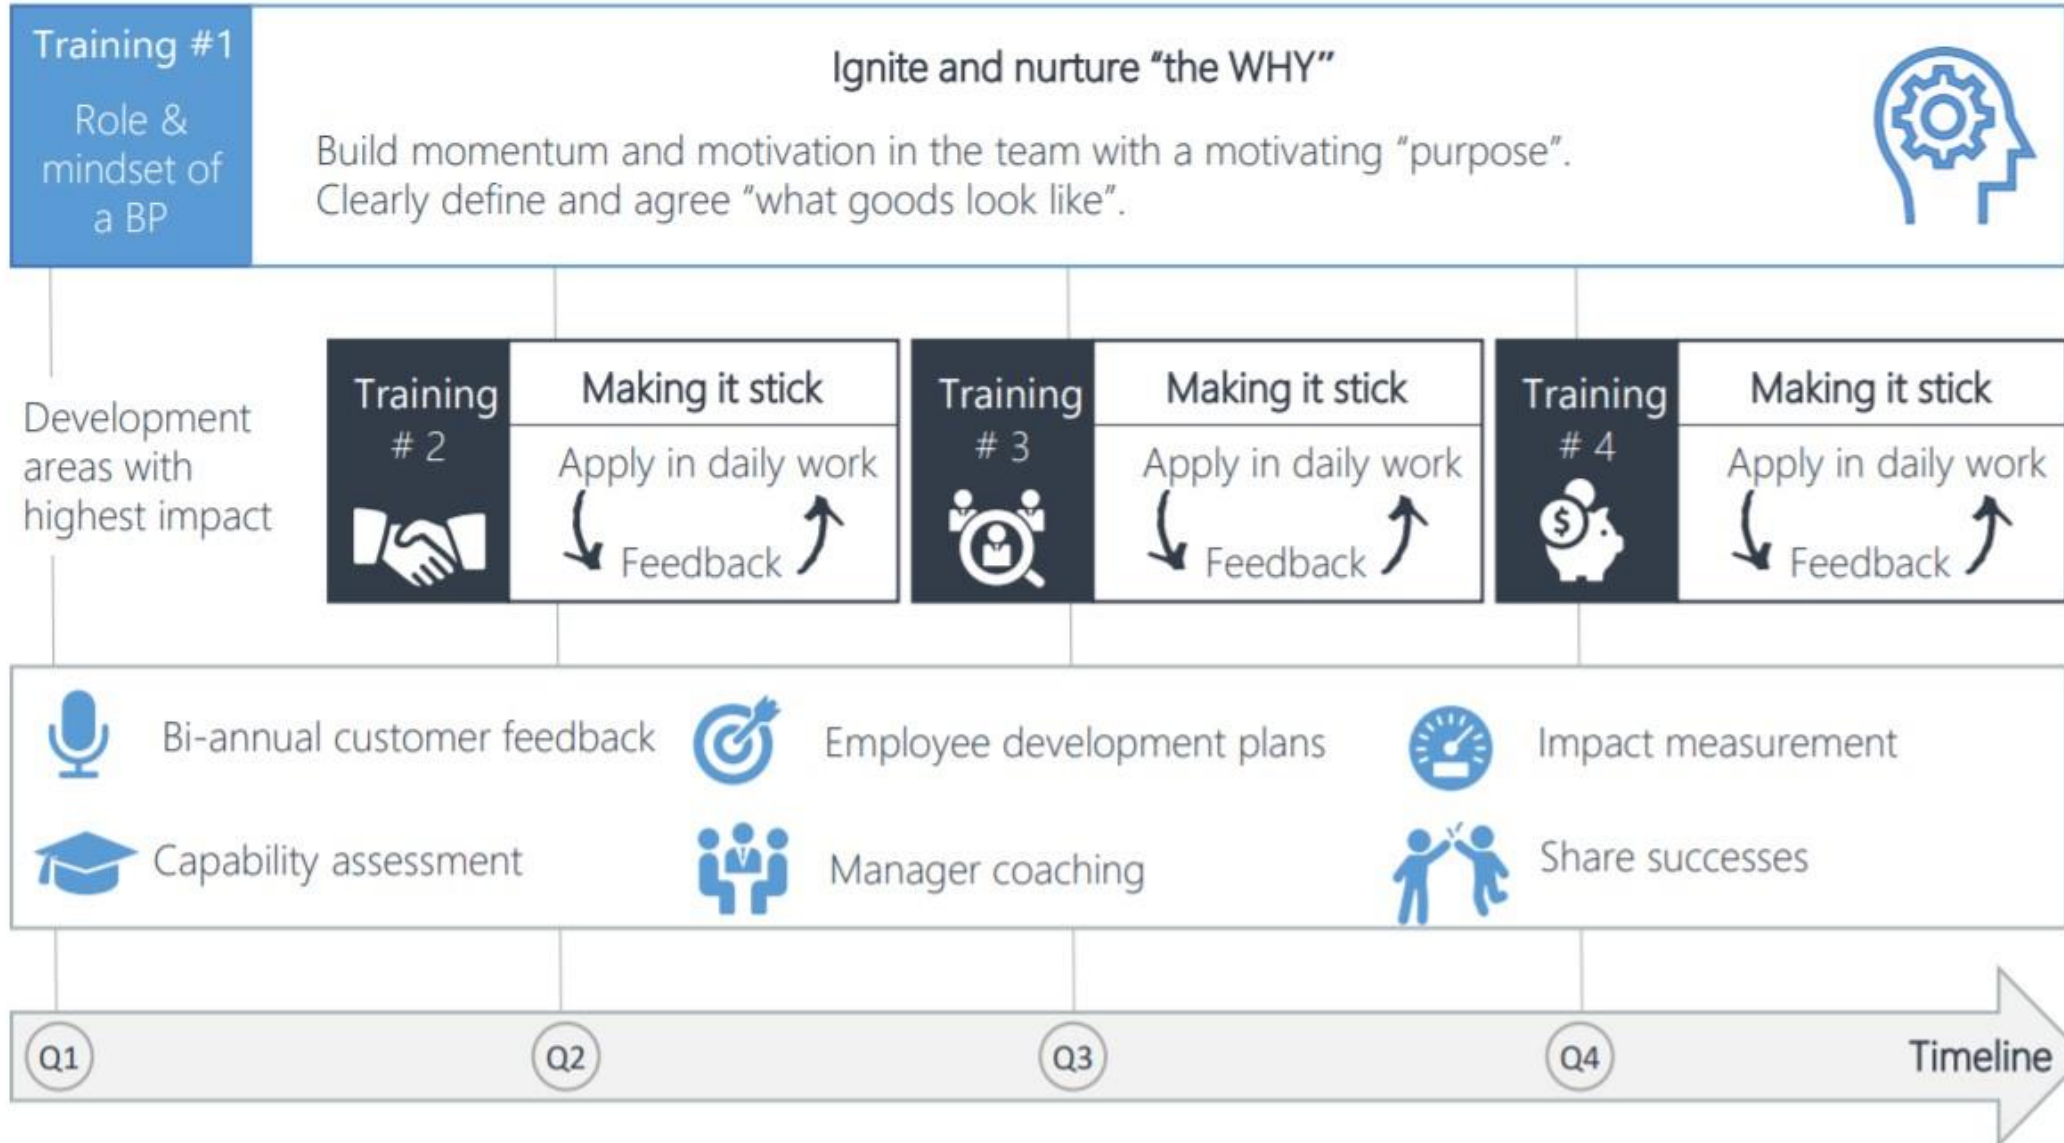 Training #1
Role &
mindset of
a BP
Ignite and nurture “the WHY”
Build momentum and motivation in the team with a motivating “purpose”.
Clearly define and agree “what goods look like”.
Development
areas with
highest impact
Training
# 2
Making it stick
Apply in daily work
Feedback
Training
# 3
Making it stick
Apply in daily work
Feedback
Training
# 4
$
Making it stick
Apply in daily work
Feedback
Bi-annual customer feedback
Employee development plans
Impact measurement
Capability assessment
Manager coaching
Share successes
Q1
Q2
Q3
Q4
Timeline